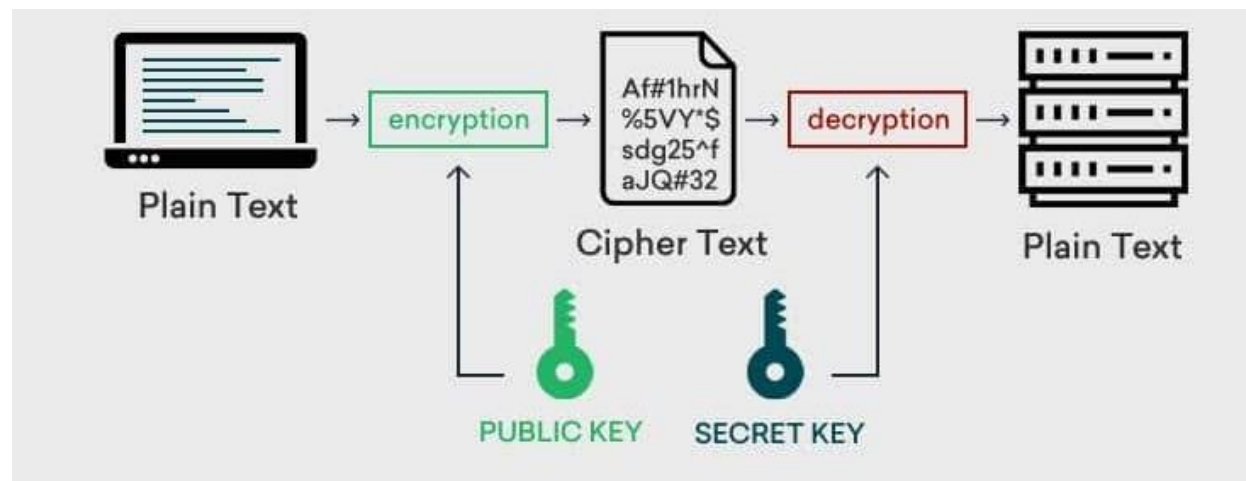 encryption
decryption
Af#1hrN
%5VY*$
sdg25^f
aJQ#32
Plain Text
Cipher Text
Plain Text
PUBLIC KEY
SECRET KEY